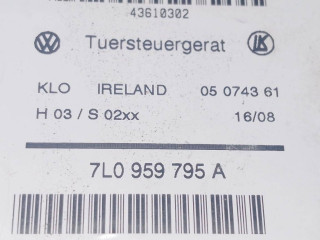 43610302
Tuersteuergerat
KLO IRELAND 05 0743 61
H 03 / S 02xx 16/08
7L0 959 795 A